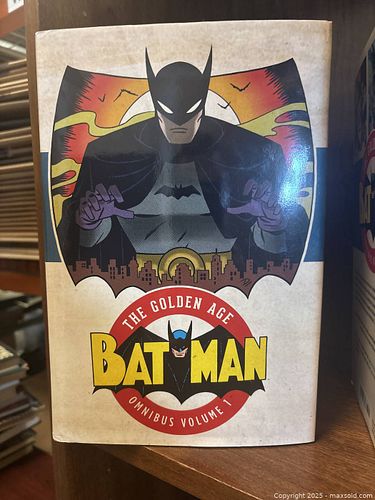 THE GOLDEN AGE
BATMAN
OMNIBUS VOLUME 1
Copyright 2025 - maxsold.com